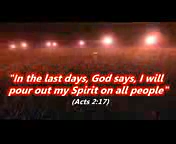 "In the last days, God says, I will
pour out my Spirit on all people"
(Acts 2:17)